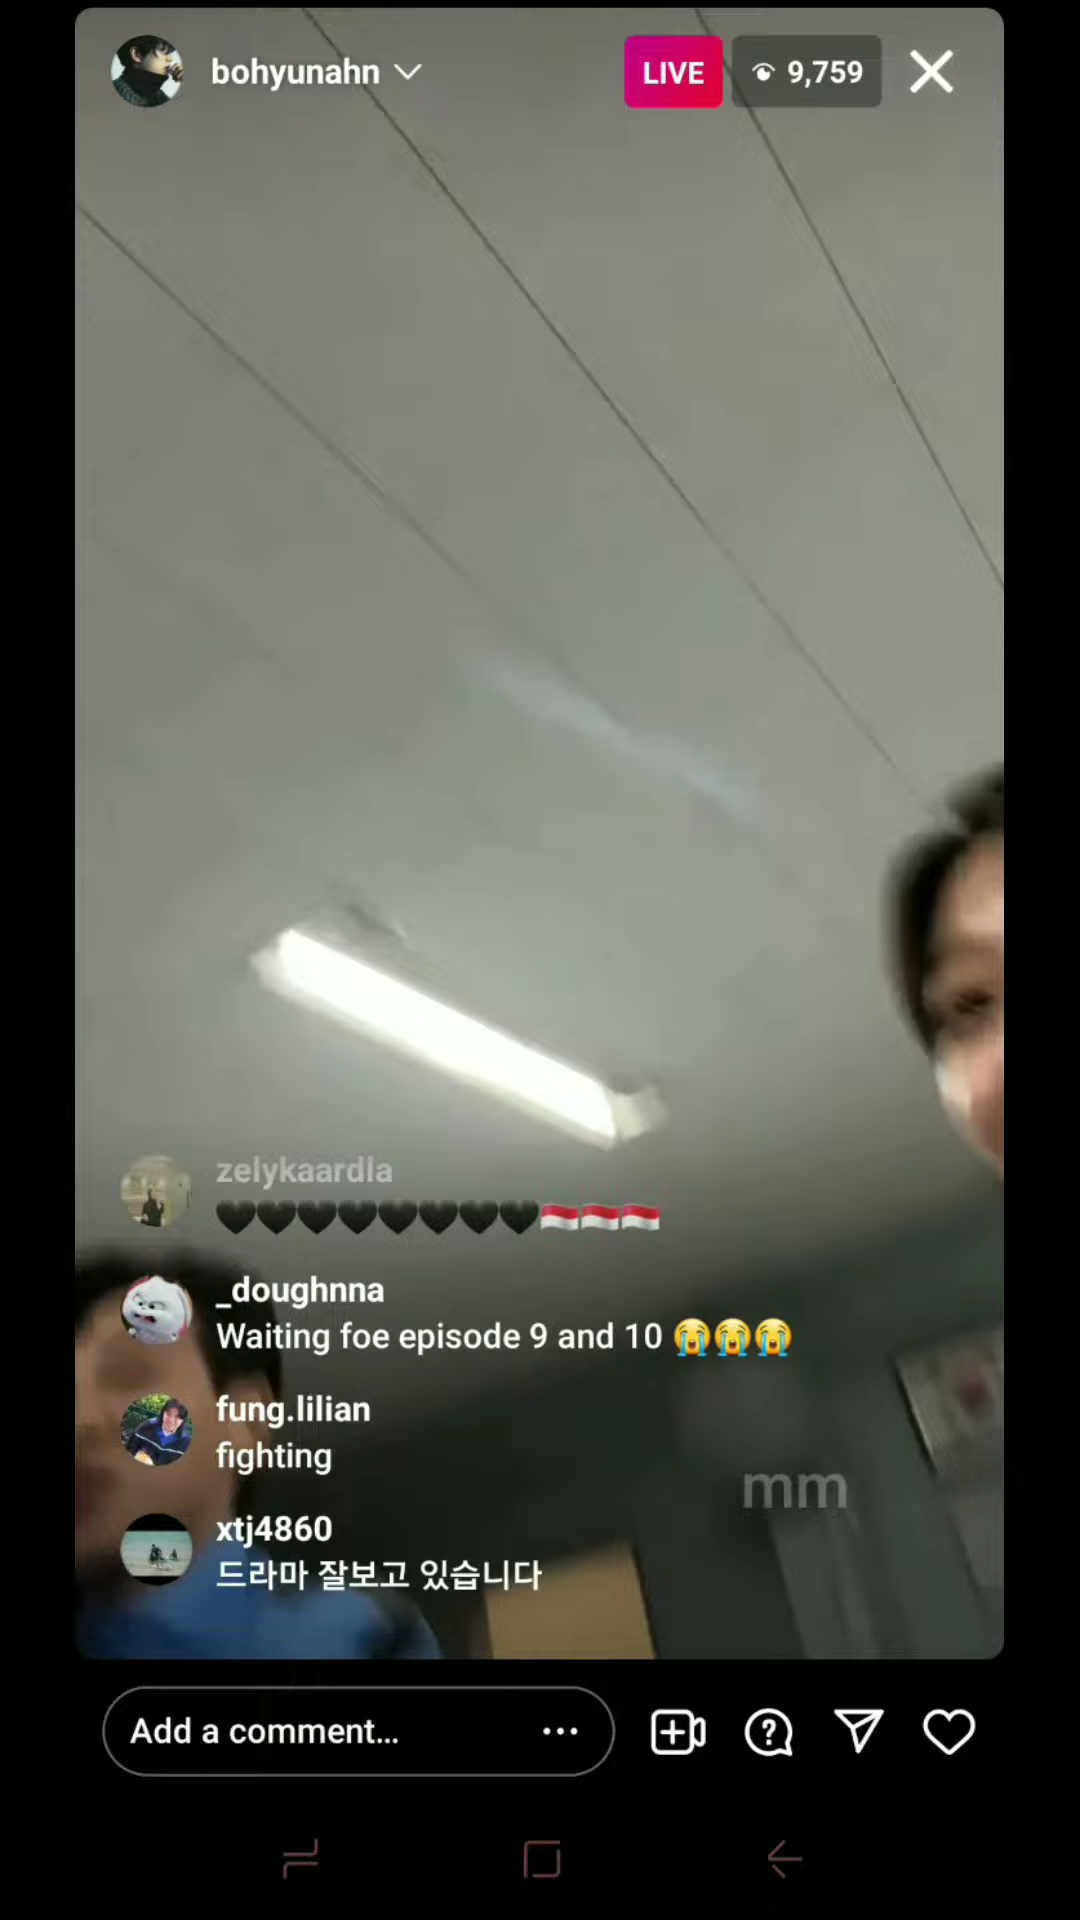 bohyunahn
LIVE
9,759
zelykaardla
🖤🖤🖤🖤🖤🖤🖤🖤🇮🇩🇮🇩🇮🇩
_doughnna
Waiting foe episode 9 and 10 😭😭😭
fung.lilian
fighting
mm
xtj4860
드라마 잘보고 있습니다
Add a comment...